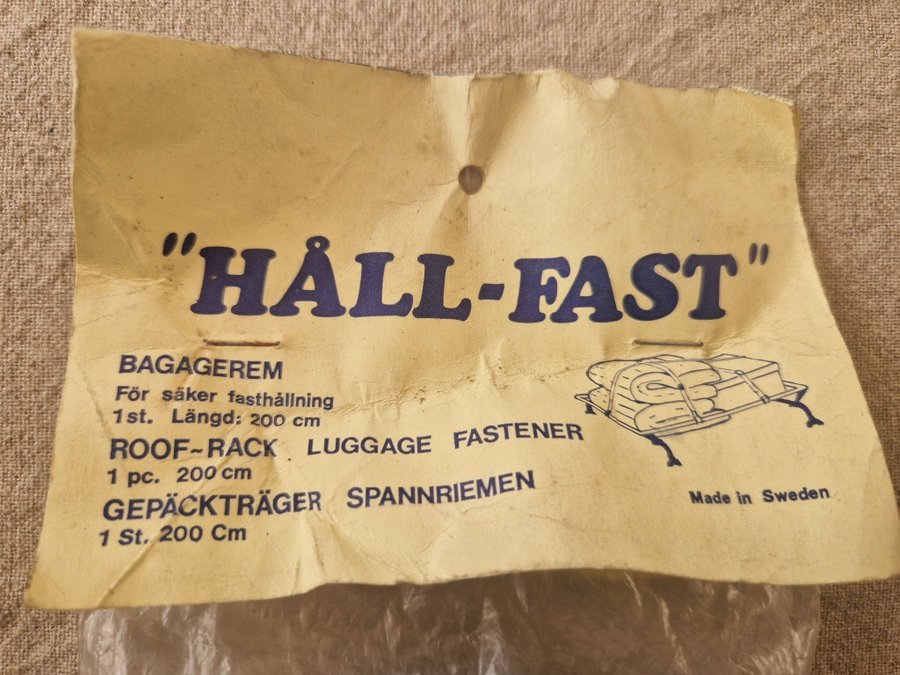 "HÅLL-FAST"
BAGAGEREM
För säker fasthållning
1st. Längd: 200 cm
ROOF-RACK LUGGAGE FASTENER
1 pc. 200 cm
GEPÄCKTRÄGER SPANNRIEMEN
1 St. 200 Cm
Made in Sweden